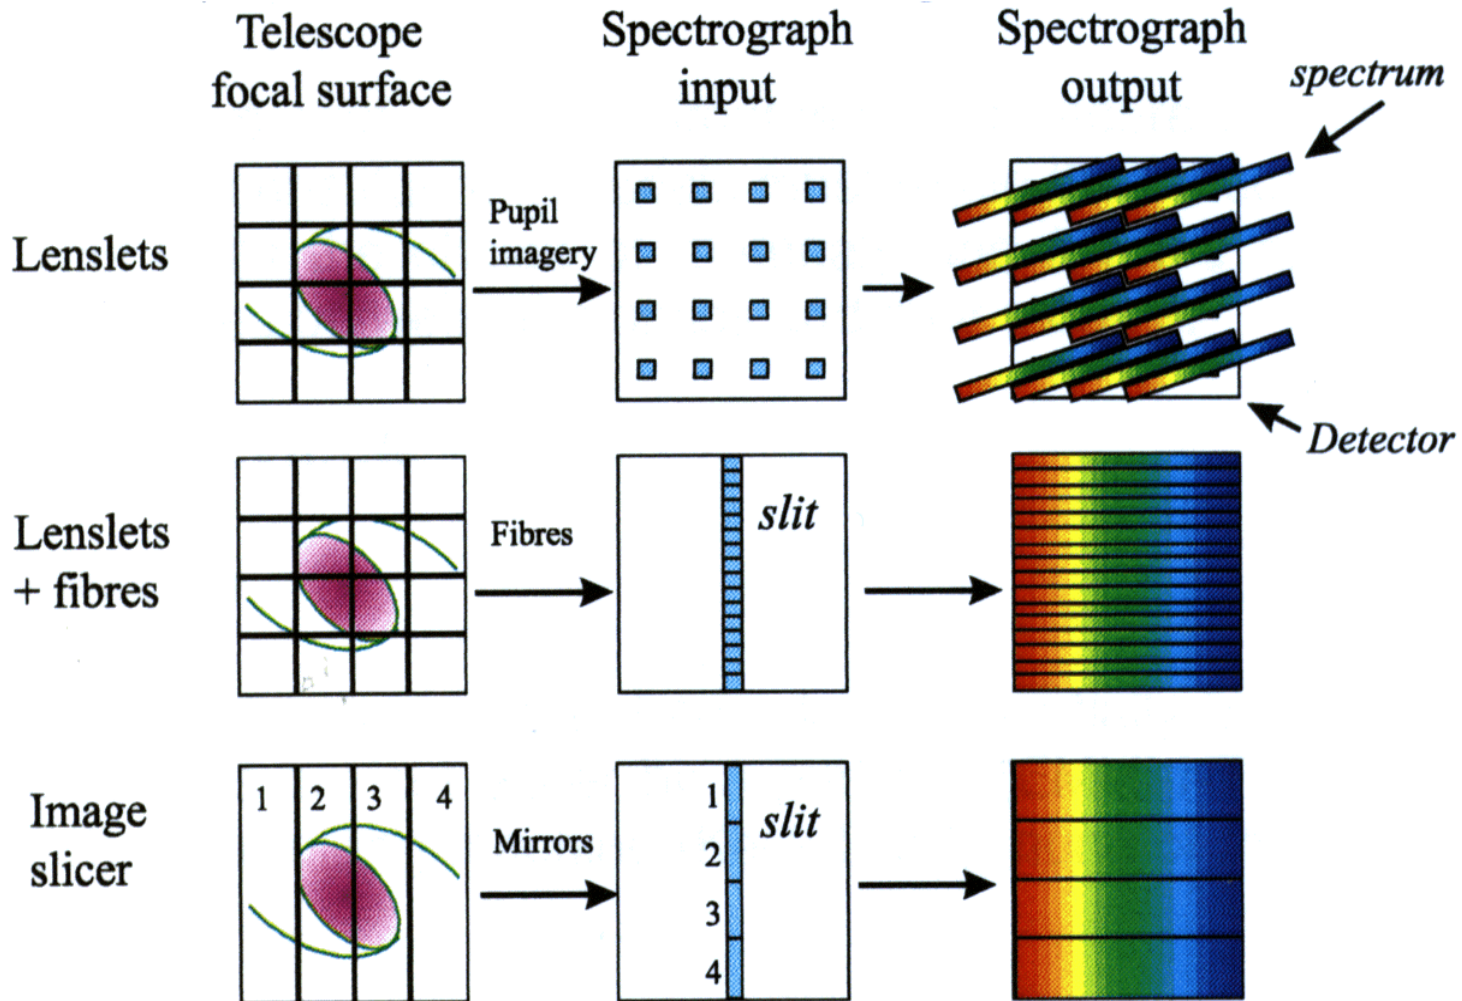 Telescope
focal surface
Spectrograph
input
Spectrograph
output
spectrum
Lenslets
Pupil
imagery
Detector
Lenslets
+ fibres
Fibres
slit
Image
slicer
1 2 3 4
Mirrors
1
2
3
4
slit